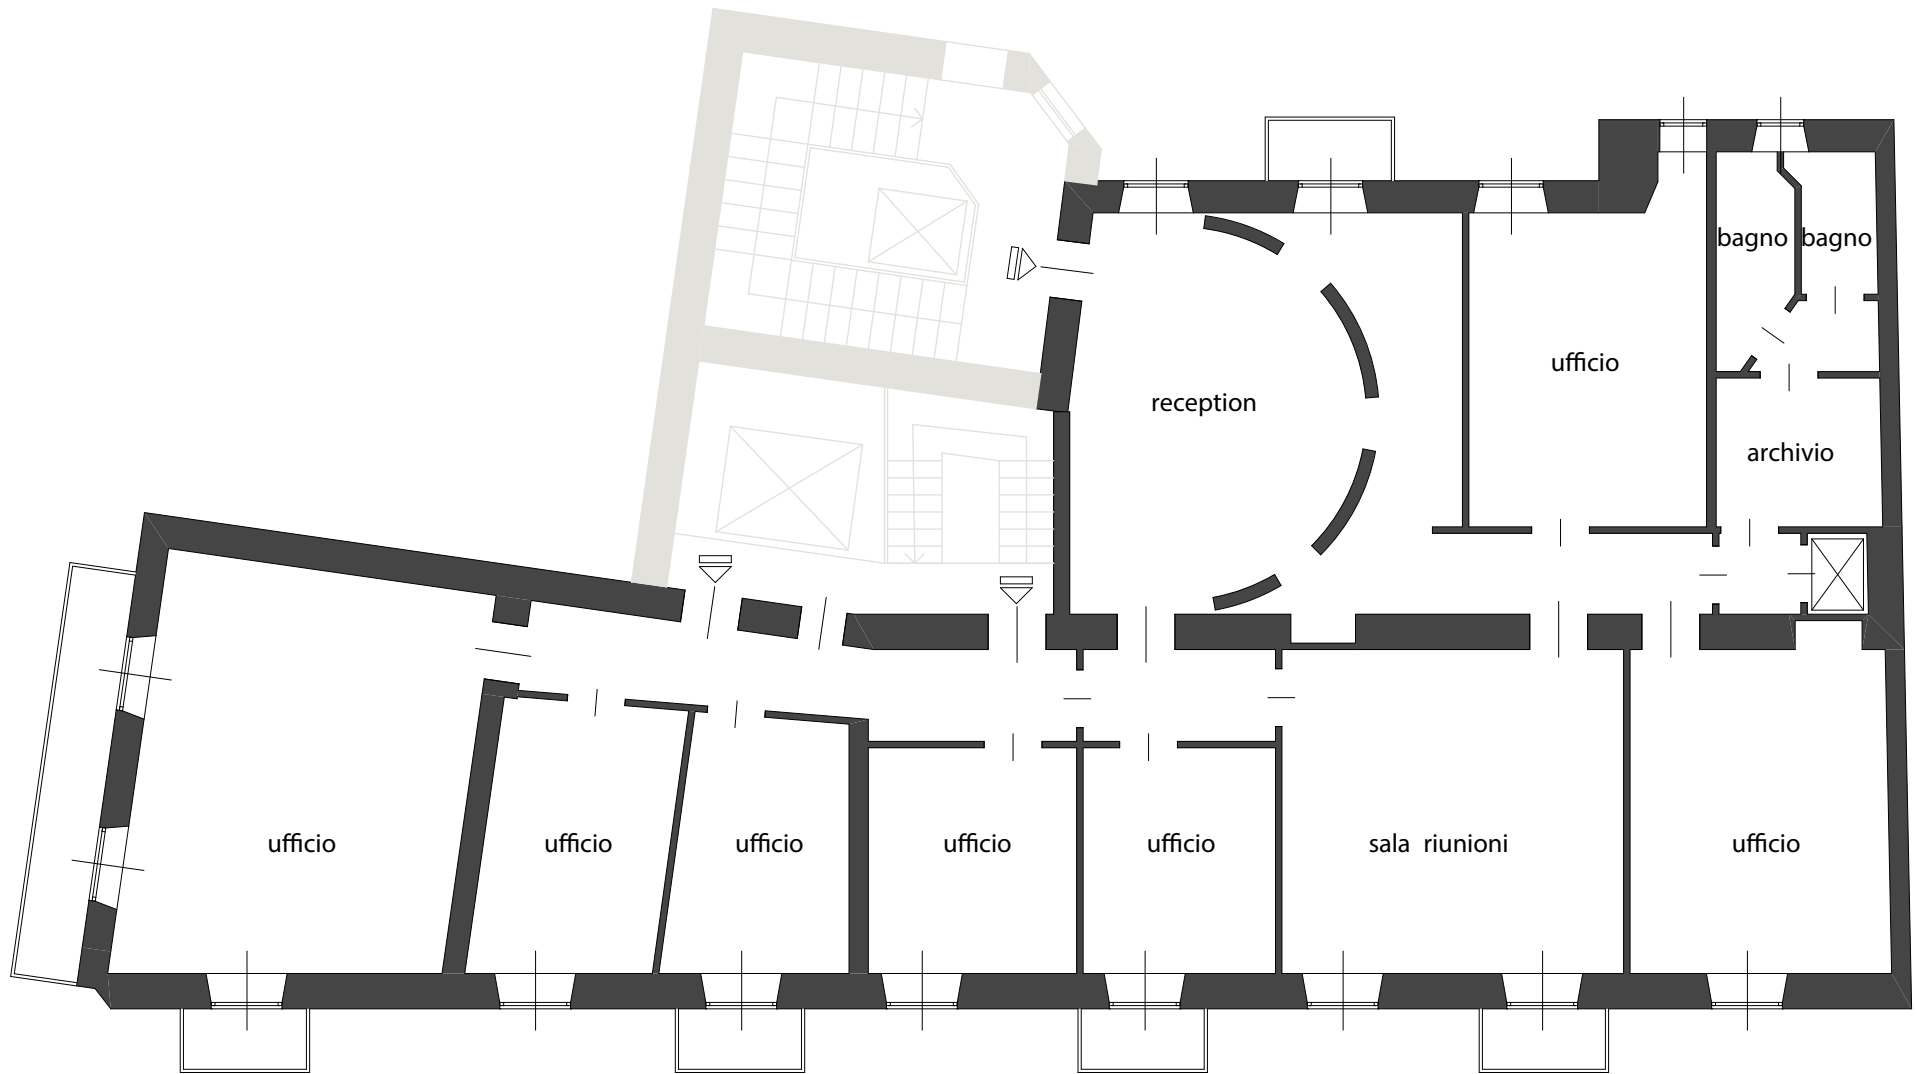 bagno
bagno
ufficio
reception
archivio
ufficio
ufficio
ufficio
ufficio
ufficio
sala riunioni
ufficio